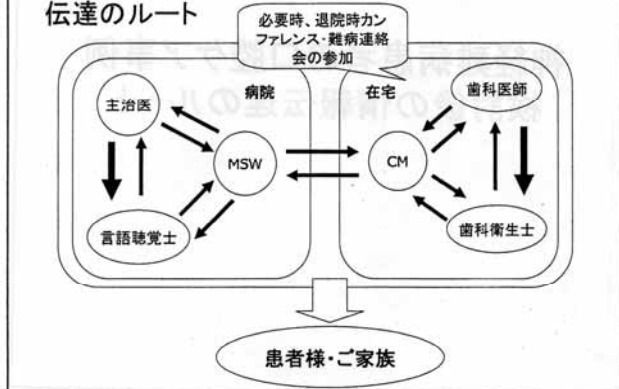 伝達のルート
必要時、退院時カン
ファレンス・難病連絡
会の参加
病院
在宅
主治医
歯科医師
MSW
CM
言語聴覚士
歯科衛生士
患者様・ご家族